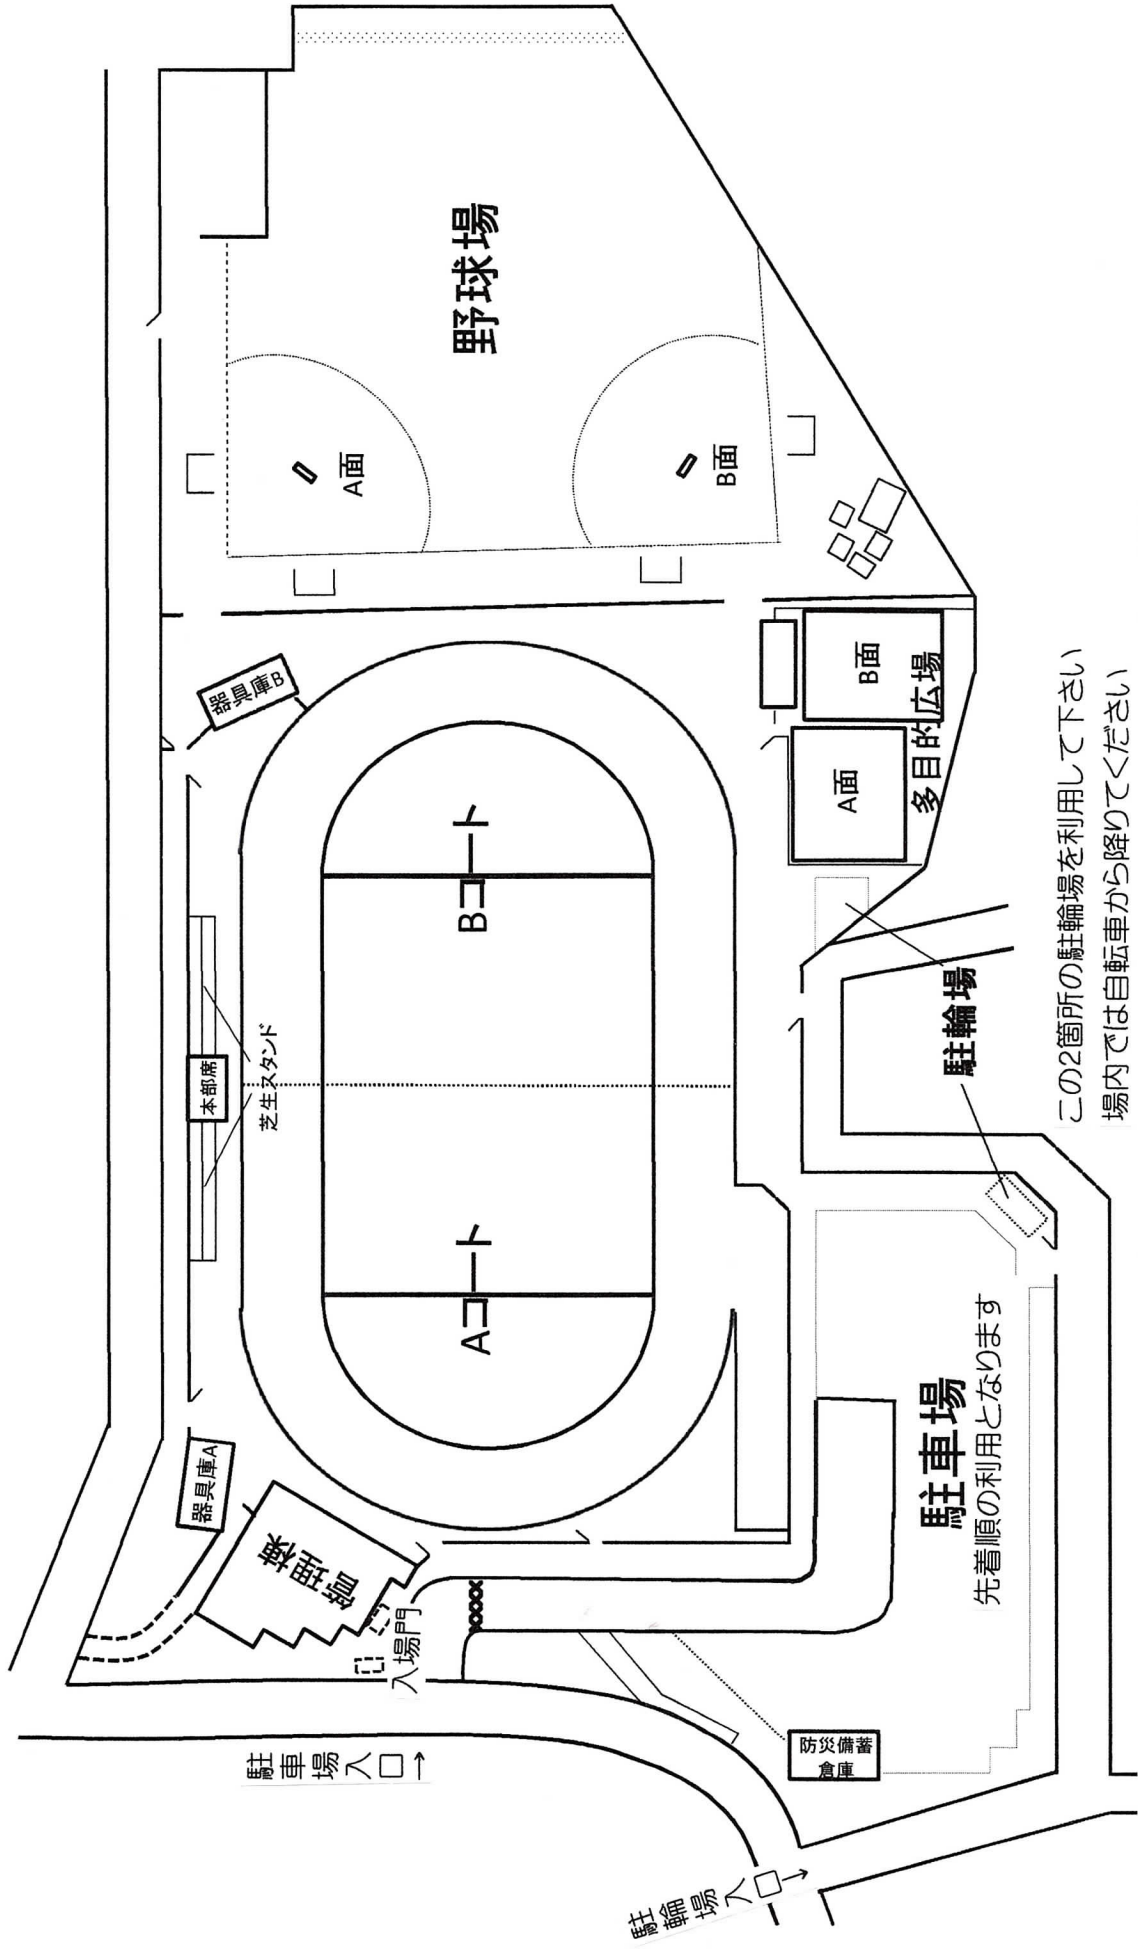 野球場
A面
B面
器具庫B
B面
A面
多目的広場
Bコート
本部席
芝生スタンド
駐輪場
この2箇所の駐輪場を利用して下さい
場内では自転車から降りてください
Aコート
器具庫A
管理棟
入場門
駐車場
先着順の利用となります
防災備蓄
倉庫
駐車場入口→
駐輪場入口→